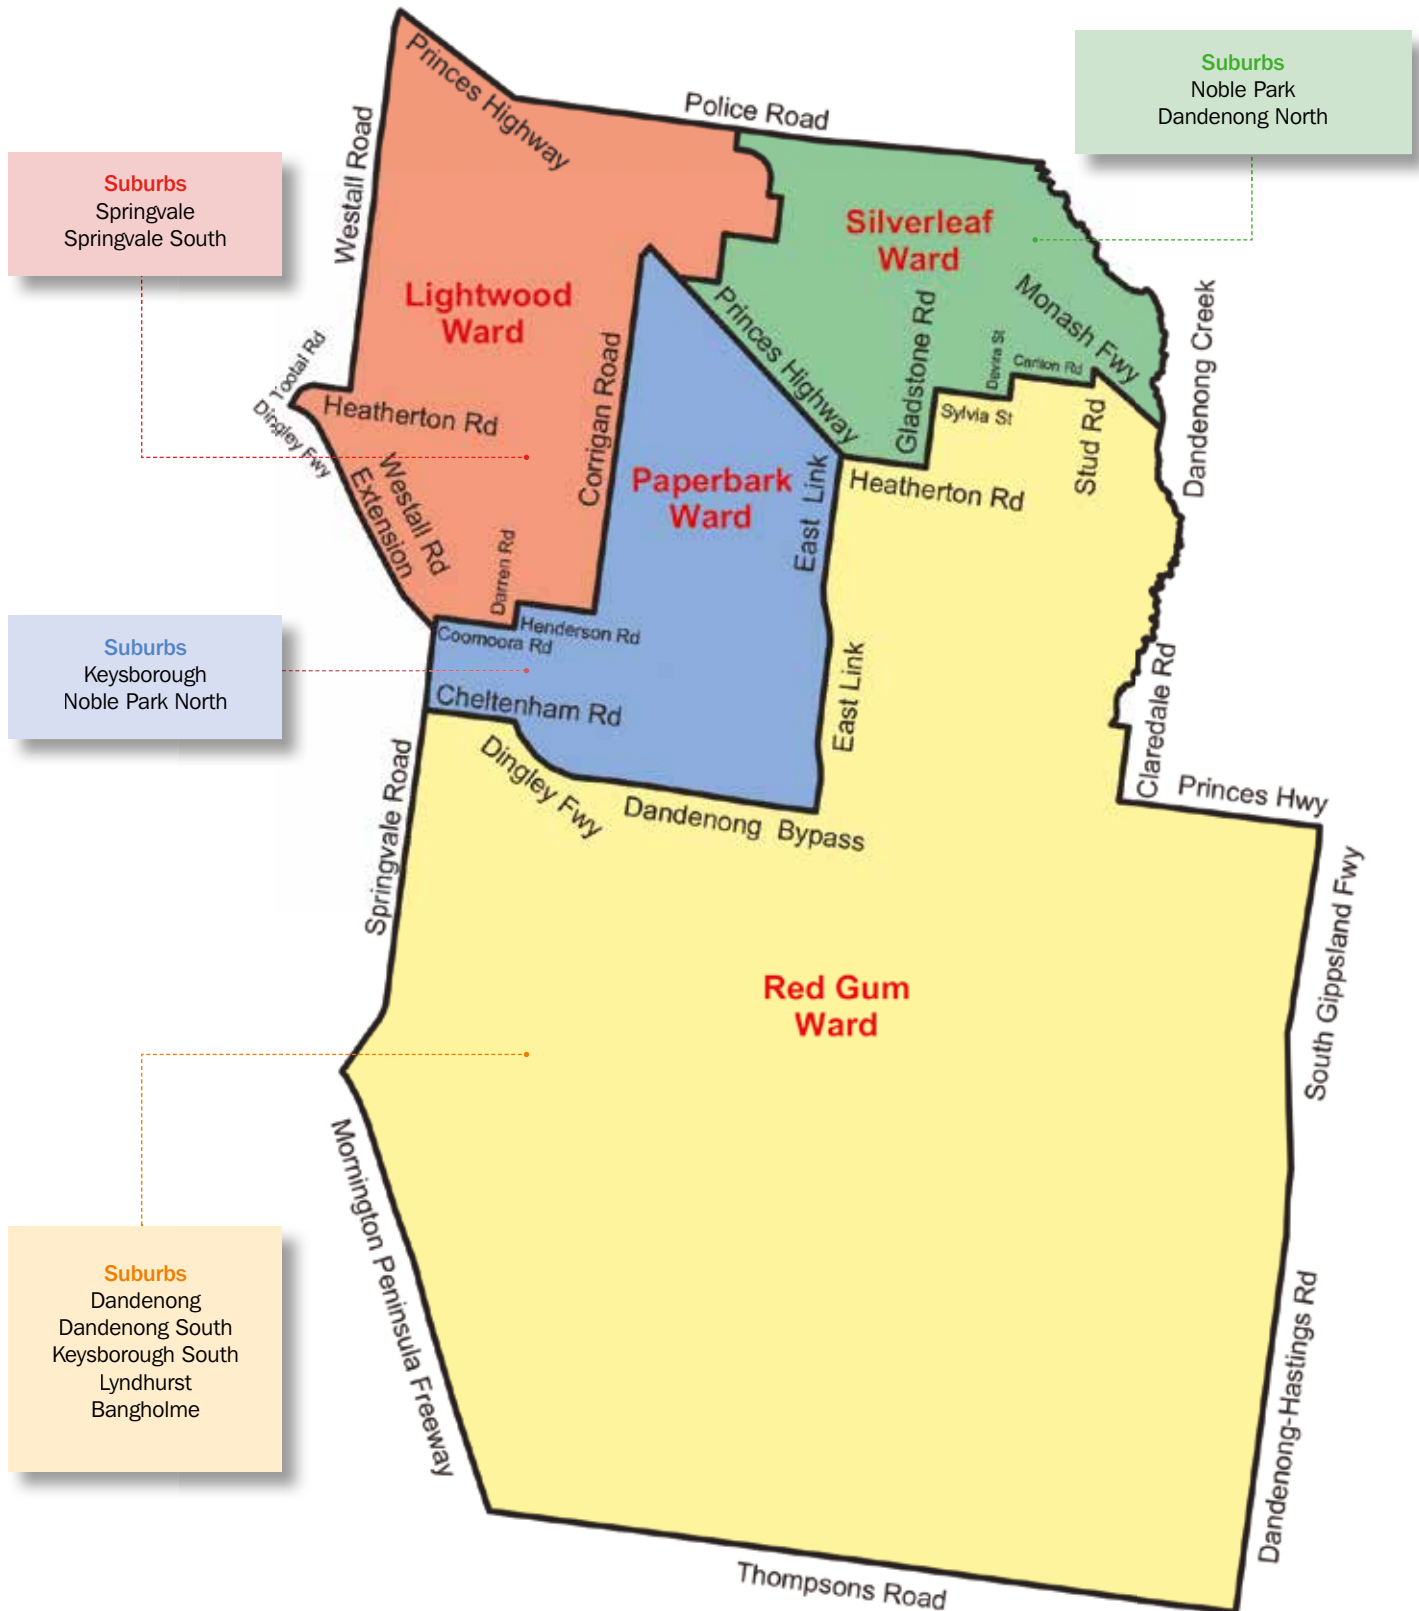 Suburbs
Noble Park
Dandenong North
Princes Highway
Police Road
Westall Road
Suburbs
Springvale
Springvale South
Silverleaf
Ward
Lightwood
Ward
Monash Fwy
Dandenong Creek
Princes Highway
Gladstone Rd
Devira St
Carlton Rd
Corrigan Road
Tootal Rd
Dingley Fwy
Heatherton Rd
Sylvia St
Stud Rd
Westall Rd
Extension
Paperbark
Ward
East Link
Heatherton Rd
Darren Rd
Henderson Rd
Coomoora Rd
Suburbs
Keysborough
Noble Park North
Cheltenham Rd
East Link
Claredale Rd
Springvale Road
Dingley Fwy
Dandenong Bypass
Princes Hwy
South Gippsland Fwy
Red Gum
Ward
Mornington Peninsula Freeway
Suburbs
Dandenong
Dandenong South
Keysborough South
Lyndhurst
Bangholme
Dandenong-Hastings Rd
Thompsons Road